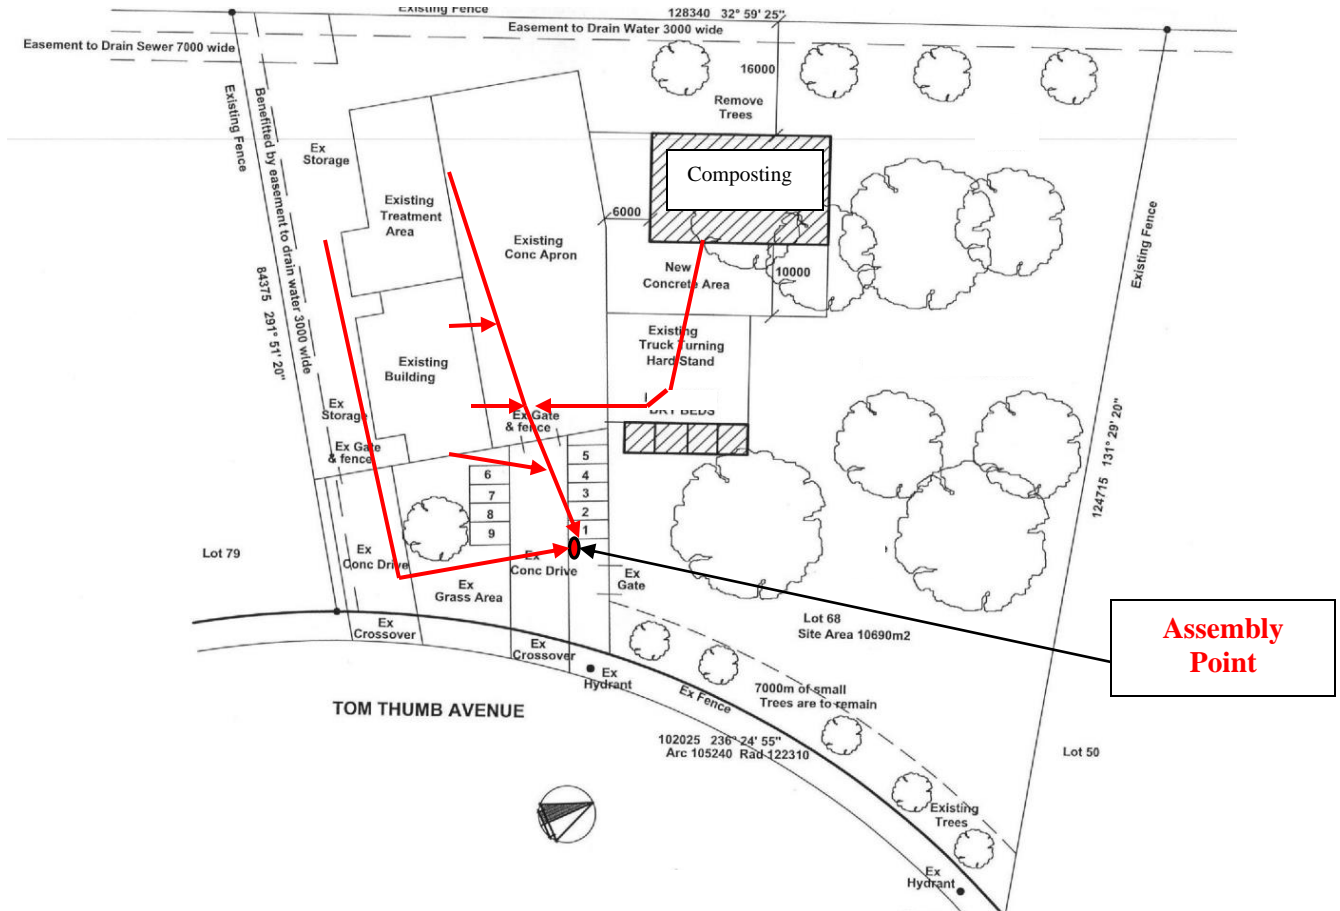 Existing Fence
128340 32° 59' 25"
Easement to Drain Water 3000 wide
Easement to Drain Sewer 7000 wide
16000
Existing Fence
Benefitted by easement to drain water 3000 wide
Remove
Trees
Ex
Storage
Composting
Existing
Treatment
Area
6000
Existing
Conc Apron
Existing Fence
New
Concrete Area
10000
84375 291° 51' 20"
Existing
Truck Turning
Hard Stand
Existing
Building
DRY BEDS
Ex
Storage
Ex Gate
& fence
Ex Gate
& fence
124715 131° 29' 20"
5
4
3
2
1
6
7
8
9
Lot 79
Ex
Conc Drive
Ex
Conc Drive
Ex
Gate
Ex
Grass Area
Ex
Crossover
Lot 68
Site Area 10690m2
Assembly
Point
Ex
Crossover
Ex
Hydrant
Ex Fence
7000m of small
Trees are to remain
TOM THUMB AVENUE
102025 236° 24' 55"
Arc 105240 Rad 122310
Lot 50
Existing
Trees
Ex
Hydrant